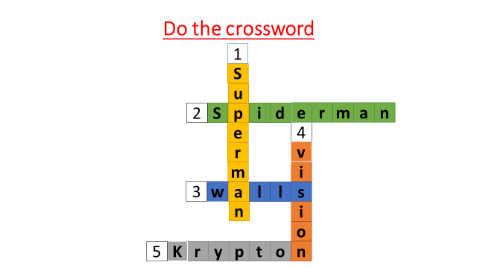 Do the crossword
1 Superman
2 Spiderman
4 vision
3 walls
5 Krypton